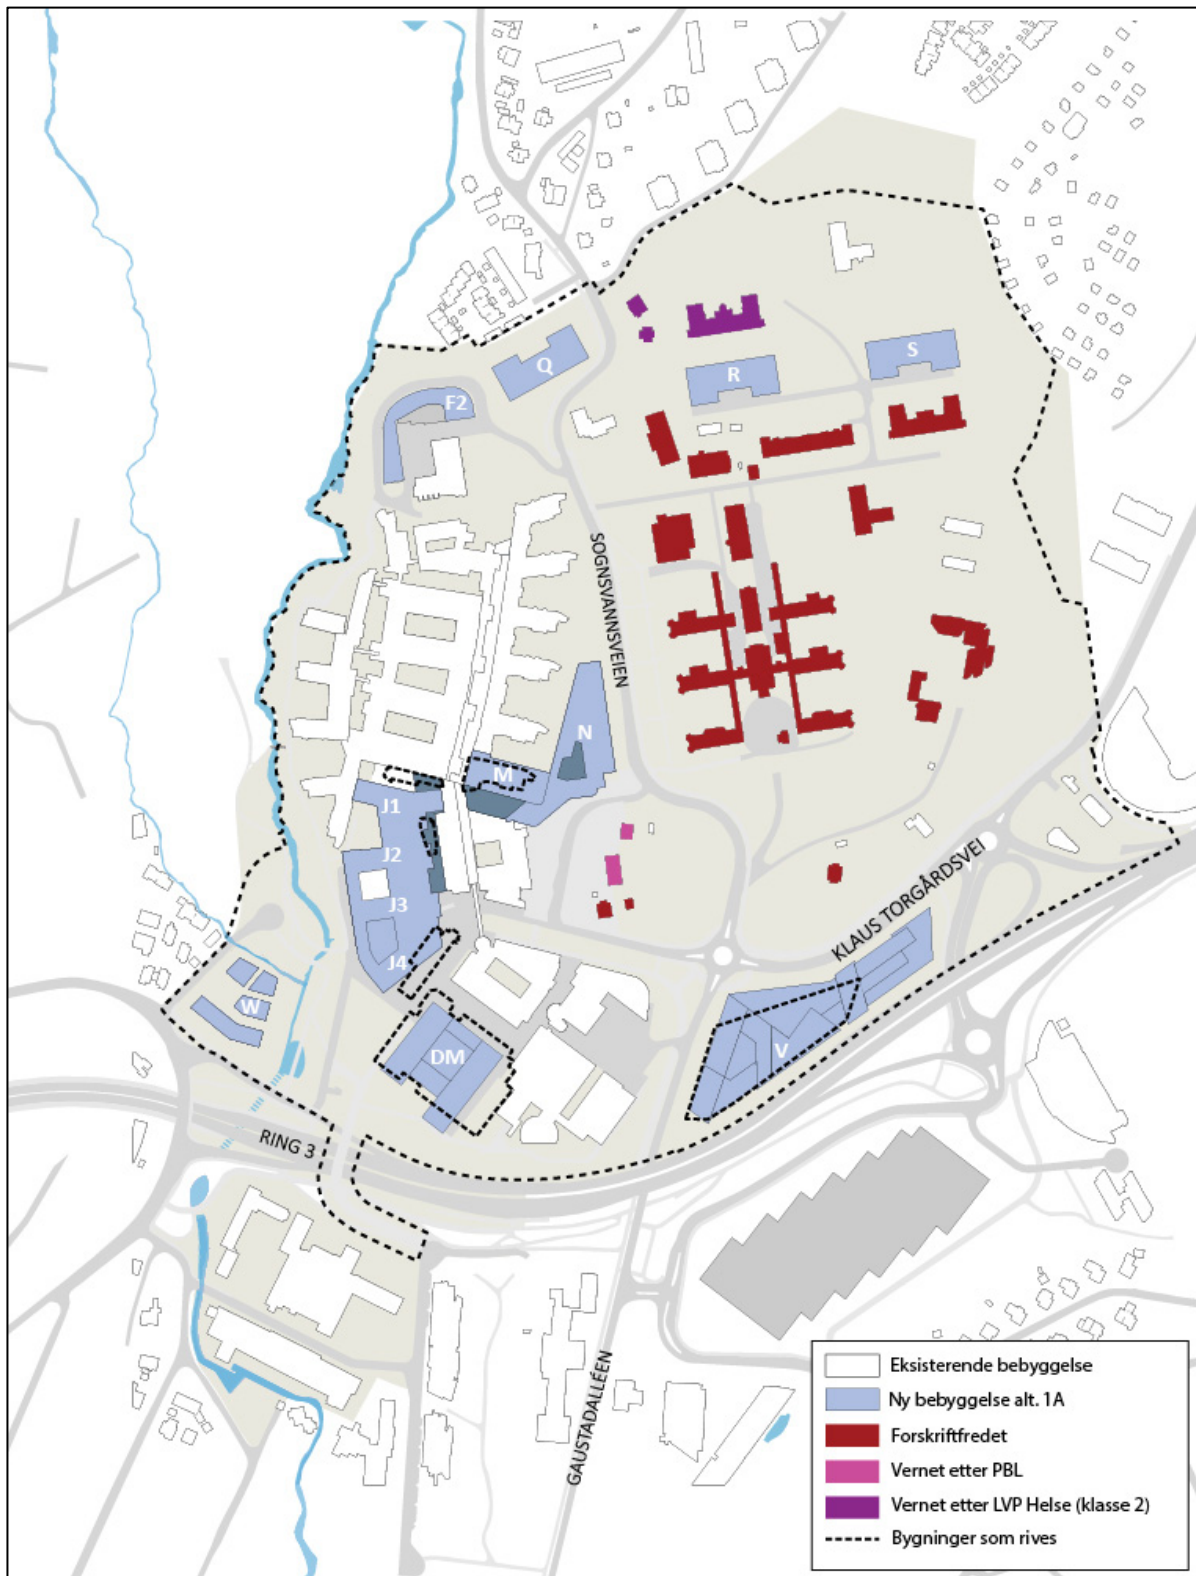 Q
S
R
F2
SOGNSVANNSVEIEN
N
M
J1
J2
J3
J4
KLAUS TORGÅRDSVEI
W
DM
V
RING 3
GAUSTADALLÉEN
Eksisterende bebyggelse
Ny bebyggelse alt. 1A
Forskriftfredet
Vernet etter PBL
Vernet etter LVP Helse (klasse 2)
Bygninger som rives